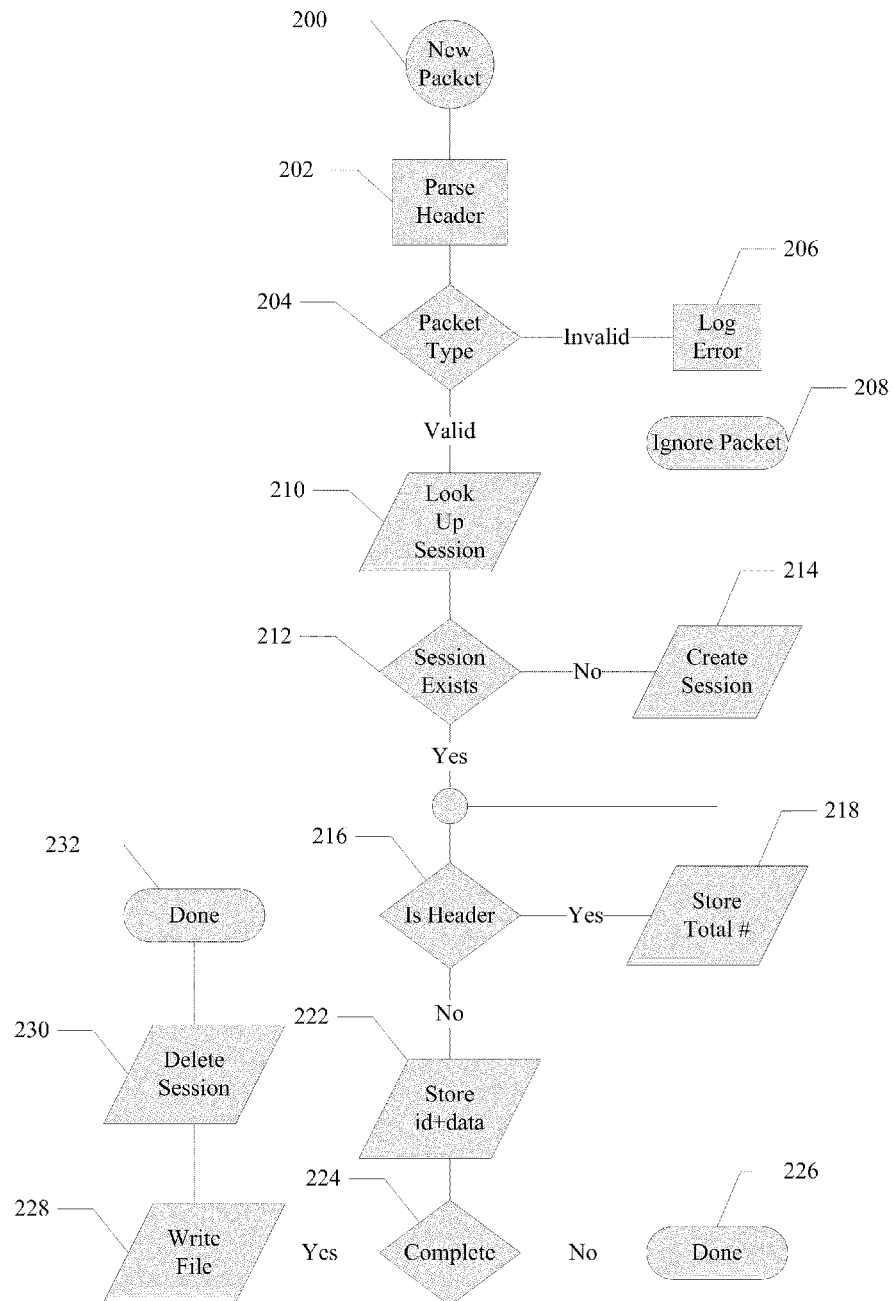 200
New
Packet
202
Parse
Header
206
204
Packet
Type
Invalid
Log
Error
208
Valid
Ignore Packet
210
Look
Up
Session
214
212
Session
Exists
No
Create
Session
Yes
218
216
232
Done
Is Header
Yes
Store
Total #
No
222
230
Delete
Session
Store
id+data
224
226
228
Write
File
Yes
Complete
No
Done